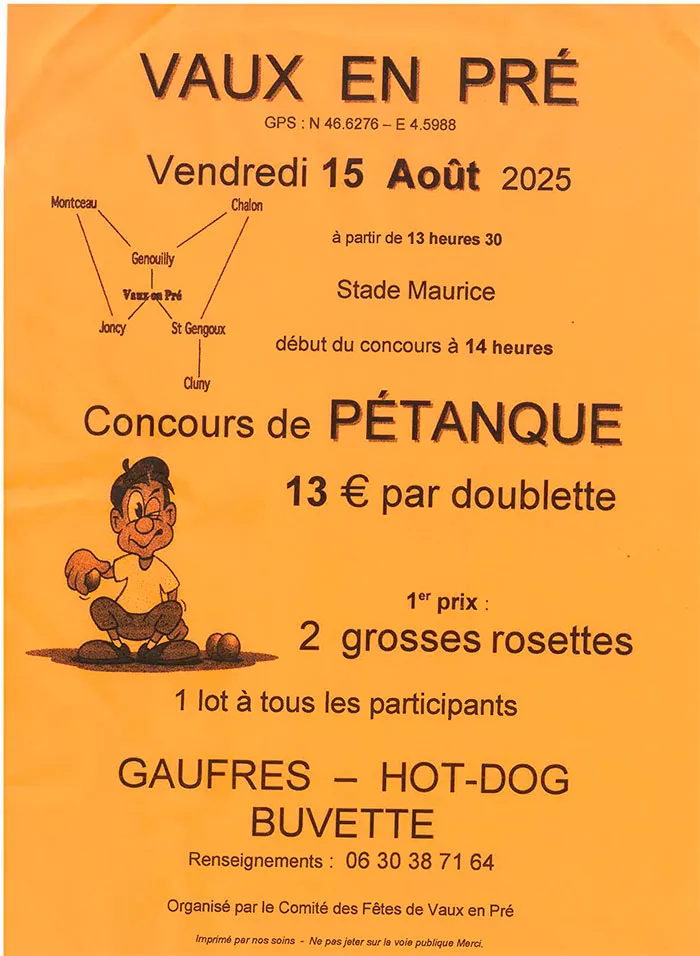 VAUX EN PRÉ
GPS : N 46.6276 – E 4.5988
Vendredi 15 Août 2025
Montceau
Chalon
à partir de 13 heures 30
Genouilly
Vaux en Pré
Stade Maurice
Joncy
St Gengoux
début du concours à 14 heures
Cluny
Concours de PÉTANQUE
13 € par doublette
1er prix :
2 grosses rosettes
1 lot à tous les participants
GAUFRES – HOT-DOG
BUVETTE
Renseignements : 06 30 38 71 64
Organisé par le Comité des Fêtes de Vaux en Pré
Imprimé par nos soins - Ne pas jeter sur la voie publique Merci.